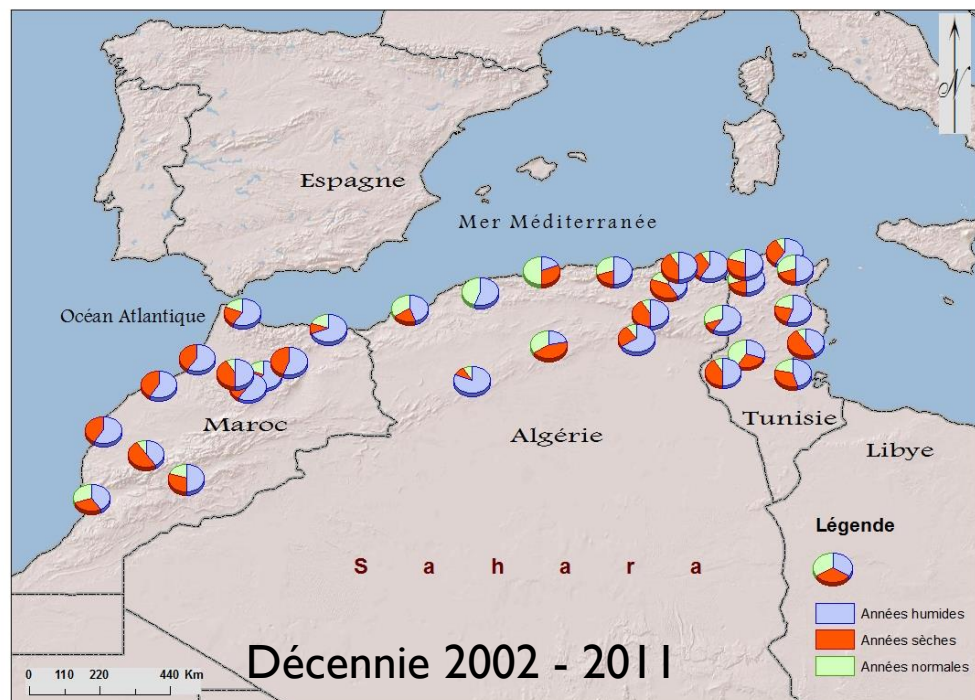 N
Espagne
Mer Méditerranée
Océan Atlantique
Maroc
Algérie
Tunisie
Libye
S a h a r a
Légende
Années humides
Années sèches
Années normales
Décennie 2002 - 2011
0 110 220 440 Km